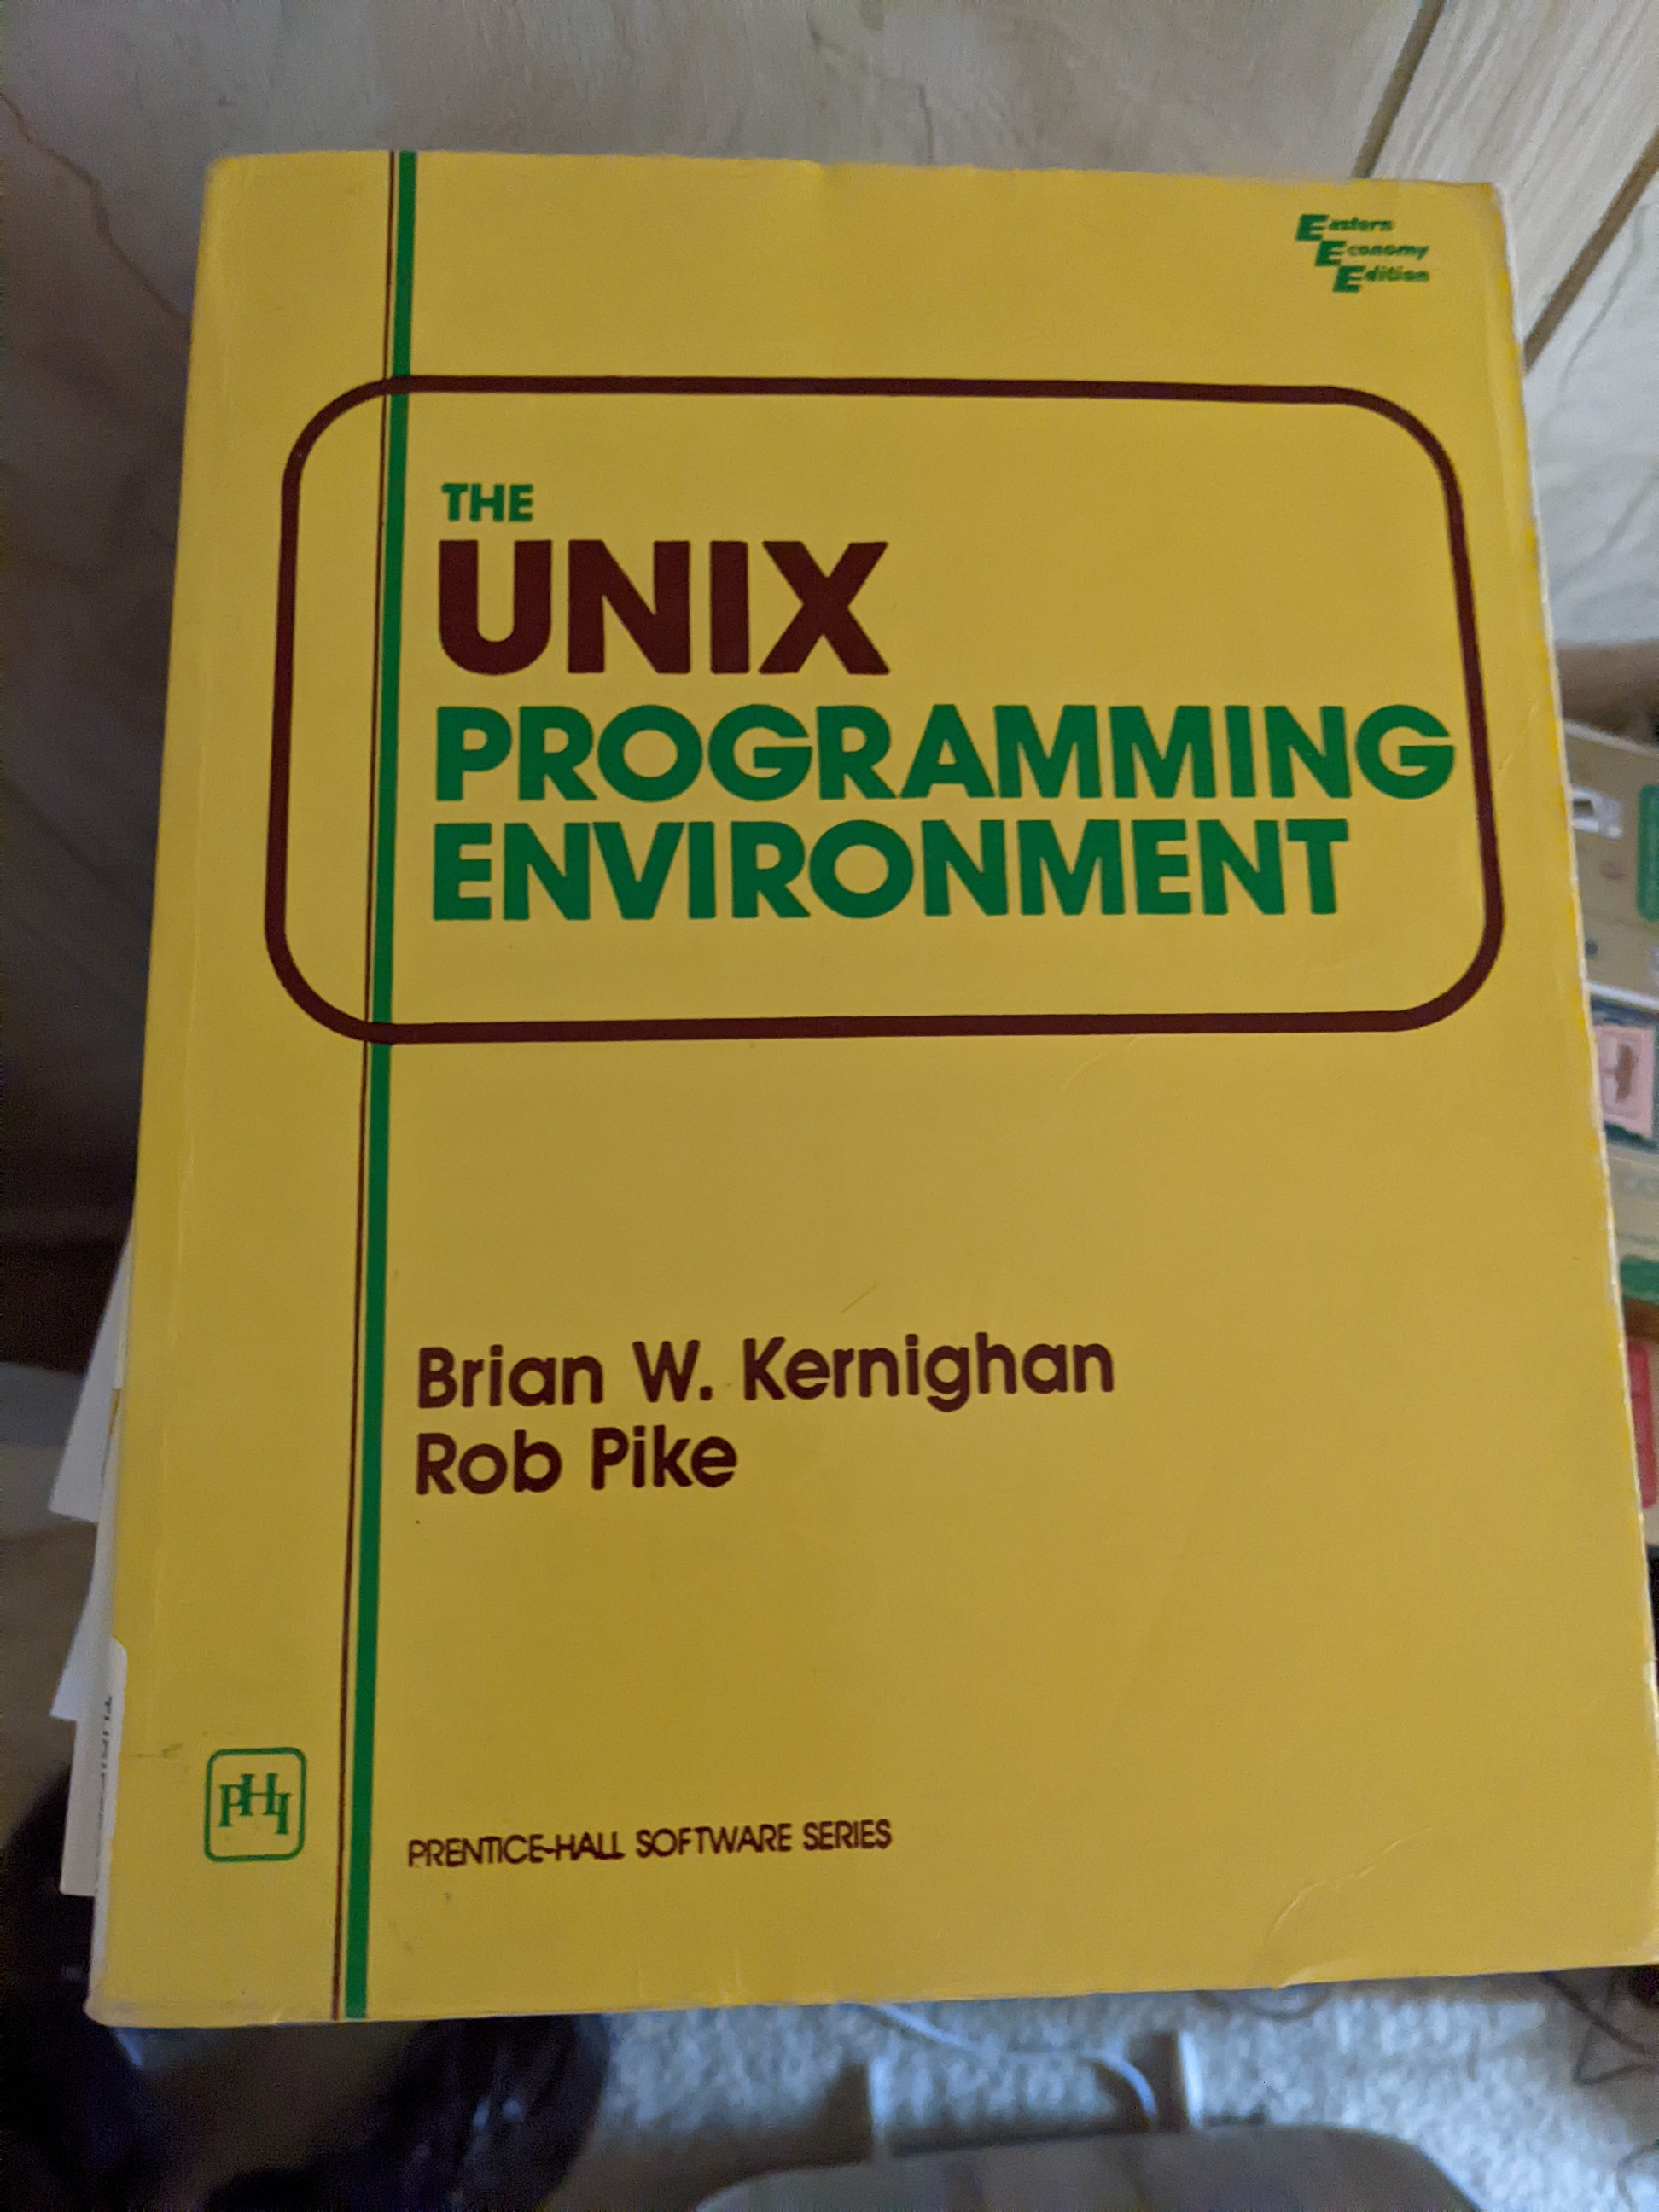 Eastern
Economy
Edition
THE
UNIX
PROGRAMMING
ENVIRONMENT
Brian W. Kernighan
Rob Pike
PHI
PRENTICE-HALL SOFTWARE SERIES